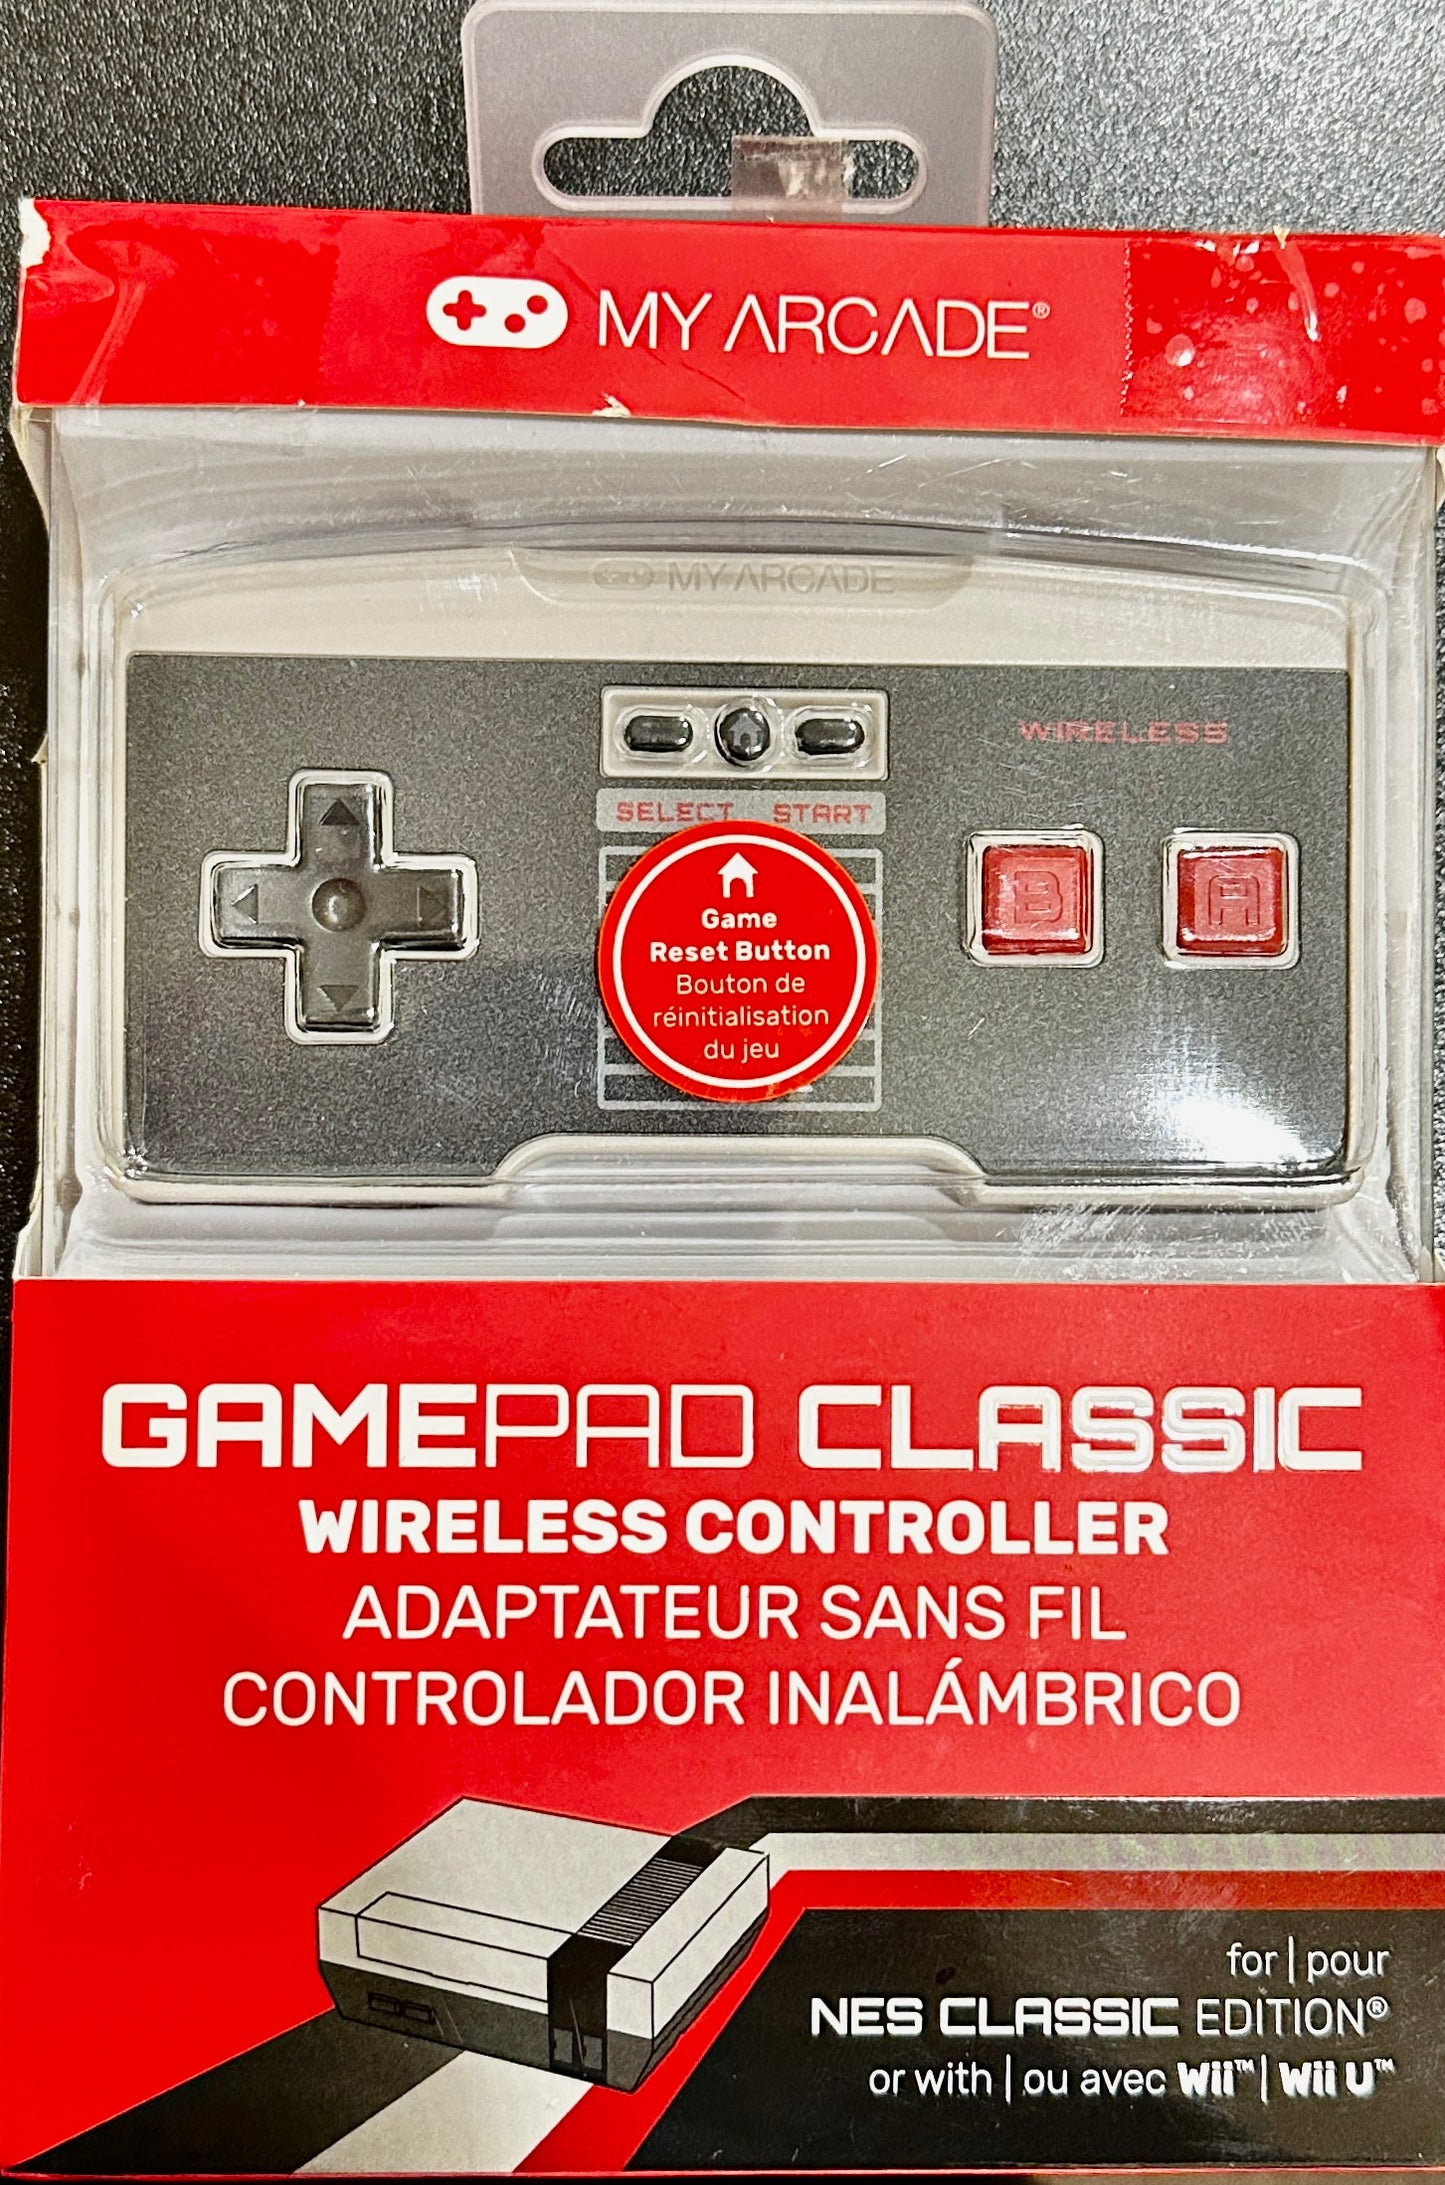 MY ARCADE®
MY ARCADE
WIRELESS
SELECT START
B A
Game
Reset Button
Bouton de
réinitialisation
du jeu
GAMEPAD CLASSIC
WIRELESS CONTROLLER
ADAPTATEUR SANS FIL
CONTROLADOR INALÁMBRICO
for | pour
NES CLASSIC EDITION®
or with | ou avec Wii™ | Wii U™